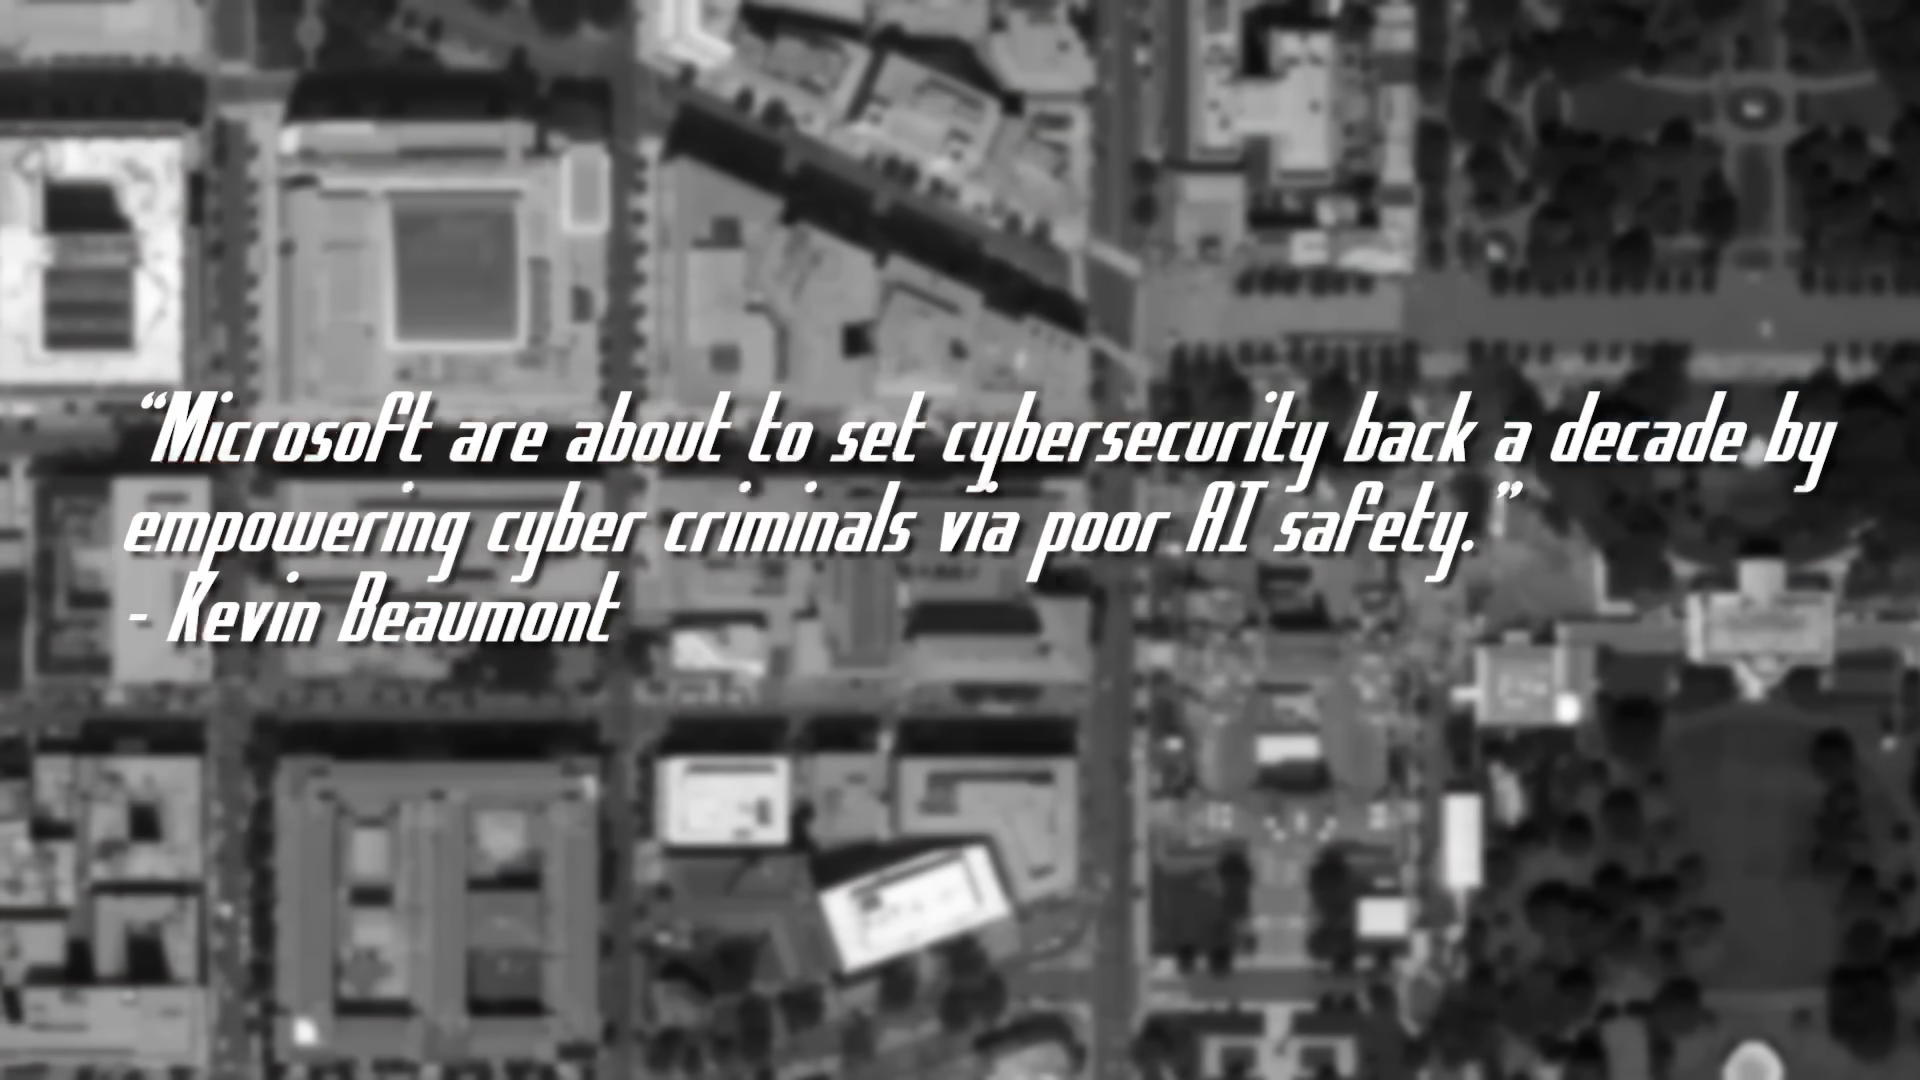 “Microsoft are about to set cybersecurity back a decade by
empowering cyber criminals via poor AI safety.”
- Kevin Beaumont